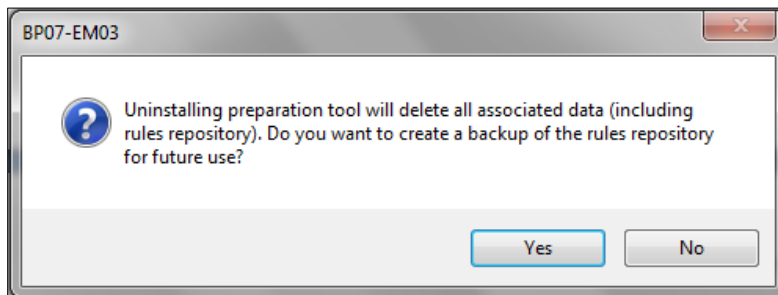 BP07-EM03
Uninstalling preparation tool will delete all associated data (including
rules repository). Do you want to create a backup of the rules repository
for future use?
Yes
No